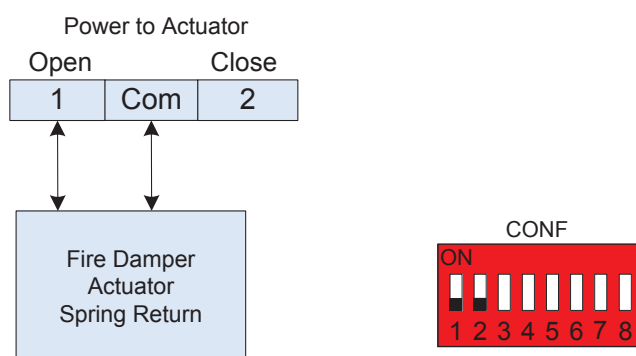 Power to Actuator
Open Close
1 Com 2
Fire Damper
Actuator
Spring Return
CONF
ON
1 2 3 4 5 6 7 8